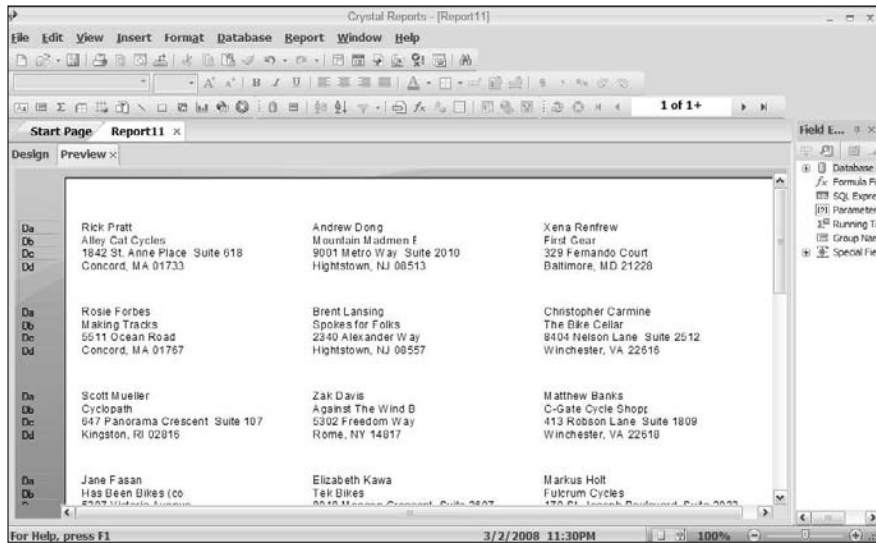 Crystal Reports - [Report11]
File Edit View Insert Format Database Report Window Help
1 of 1+
Start Page Report11 ×
Field E...
Design Preview ×
Database
Formula Fi
SQL Expre
Parameter
Running T
Group Nam
Special Fie
Da Rick Pratt Andrew Dong Xena Renfrew
Db Alley Cat Cycles Mountain Madmen E First Gear
Dc 1842 St. Anne Place Suite 618 9001 Metro Way Suite 2010 329 Fernando Court
Dd Concord, MA 01733 Hightstown, NJ 08513 Baltimore, MD 21228
Da Rosie Forbes Brent Lansing Christopher Carmine
Db Making Tracks Spokes for Folks The Bike Cellar
Dc 5511 Ocean Road 2340 Alexander Way 8404 Nelson Lane Suite 2512
Dd Concord, MA 01767 Hightstown, NJ 08557 Winchester, VA 22616
Da Scott Mueller Zak Davis Matthew Banks
Db Cyclopath Against The Wind B C-Gate Cycle Shopp
Dc 647 Panorama Crescent Suite 107 5302 Freedom Way 413 Robson Lane Suite 1809
Dd Kingston, RI 02816 Rome, NY 14817 Winchester, VA 22618
Da Jane Fasan Elizabeth Kawa Markus Holt
Db Has Been Bikes (co Tek Bikes Fulcrum Cycles
For Help, press F1 3/2/2008 11:30PM 100%